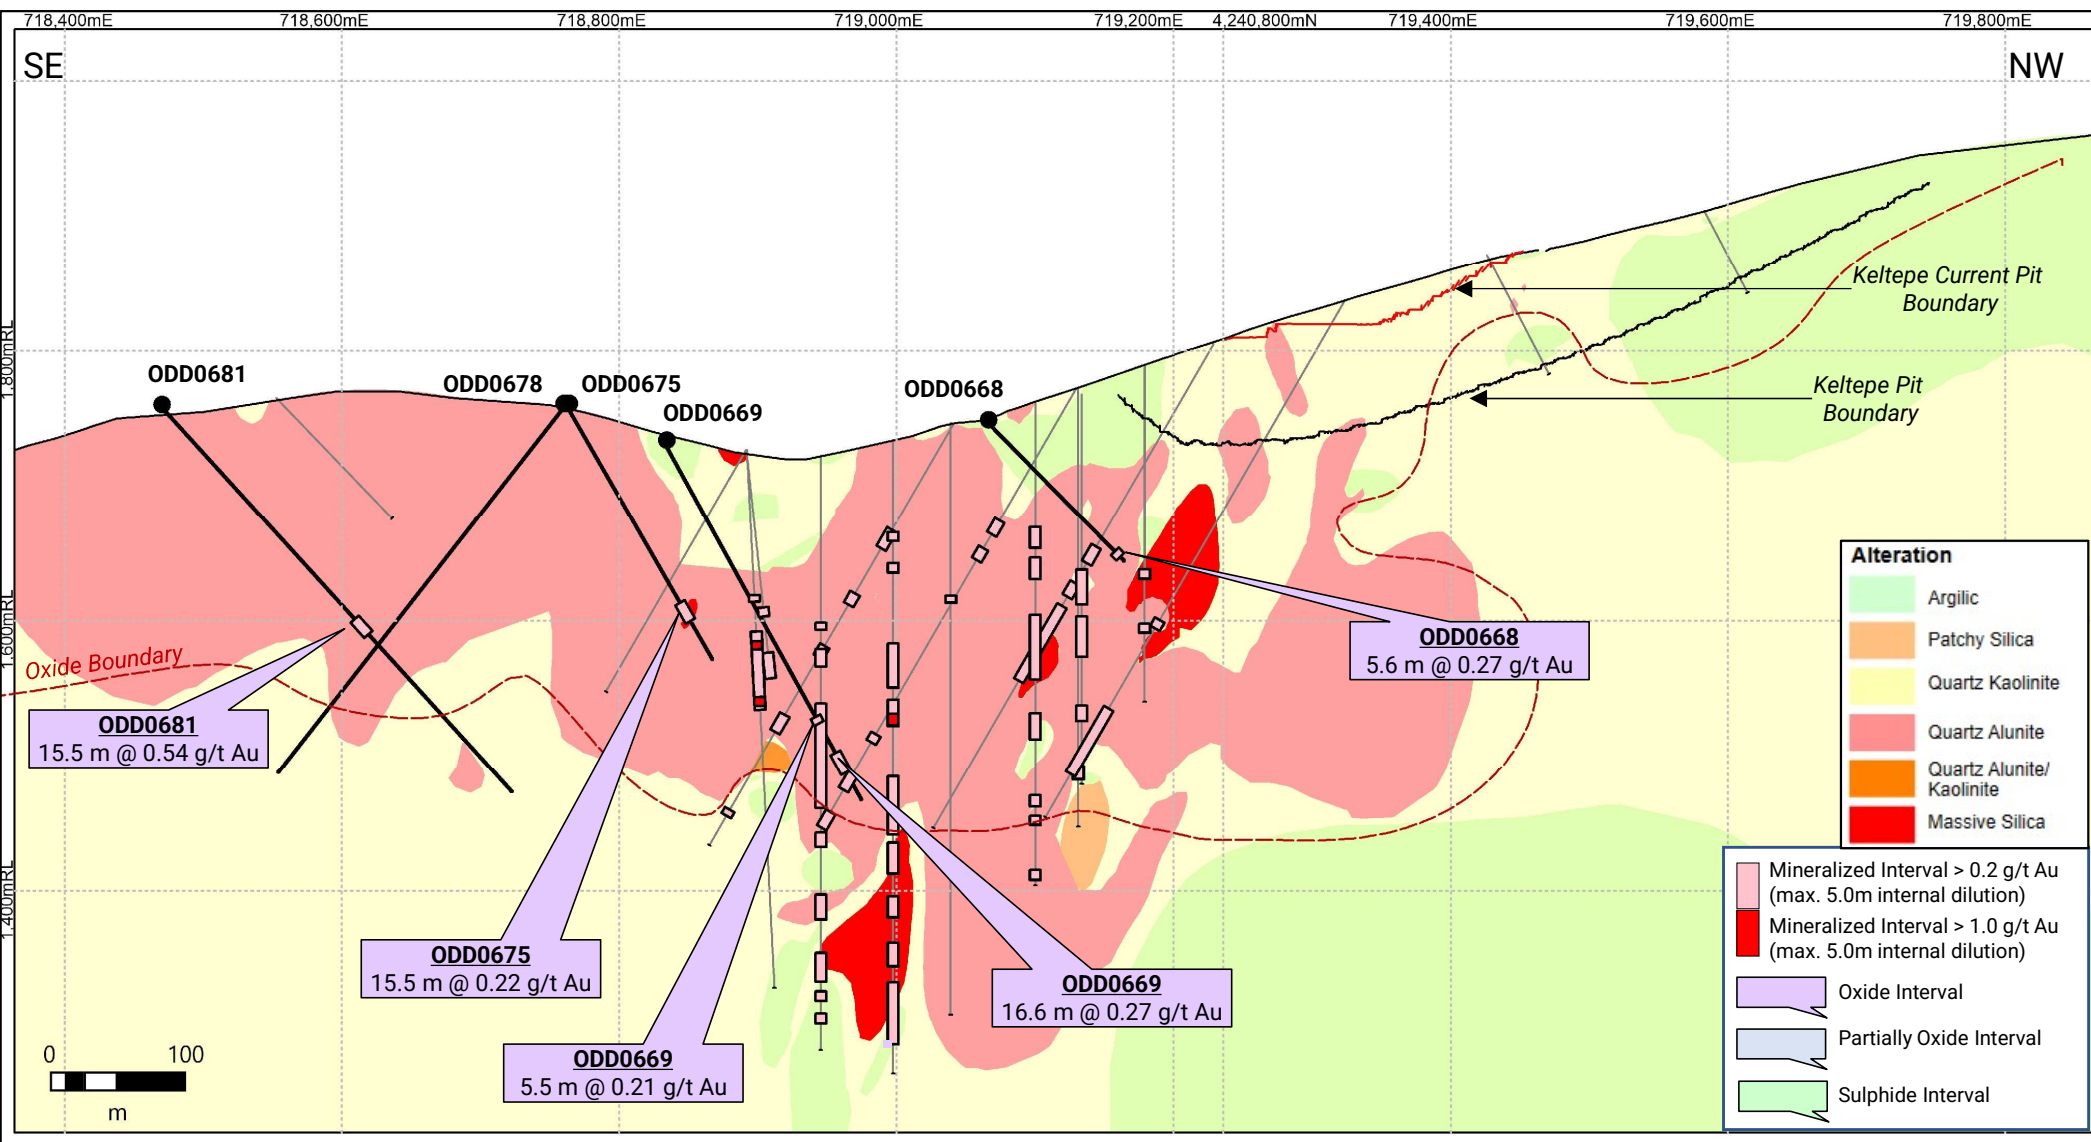 718,400mE 718,600mE 718,800mE 719,000mE 719,200mE 4,240,800mN 719,400mE 719,600mE 719,800mE
SE
NW
1,800mRL
1,600mRL
1,400mRL
ODD0681
ODD0678
ODD0675
ODD0669
ODD0668
Keltepe Current Pit
Boundary
Keltepe Pit
Boundary
Oxide Boundary
ODD0681
15.5 m @ 0.54 g/t Au
ODD0668
5.6 m @ 0.27 g/t Au
ODD0675
15.5 m @ 0.22 g/t Au
ODD0669
16.6 m @ 0.27 g/t Au
ODD0669
5.5 m @ 0.21 g/t Au
0 100
m
Alteration
Argilic
Patchy Silica
Quartz Kaolinite
Quartz Alunite
Quartz Alunite/
Kaolinite
Massive Silica
Mineralized Interval > 0.2 g/t Au
(max. 5.0m internal dilution)
Mineralized Interval > 1.0 g/t Au
(max. 5.0m internal dilution)
Oxide Interval
Partially Oxide Interval
Sulphide Interval